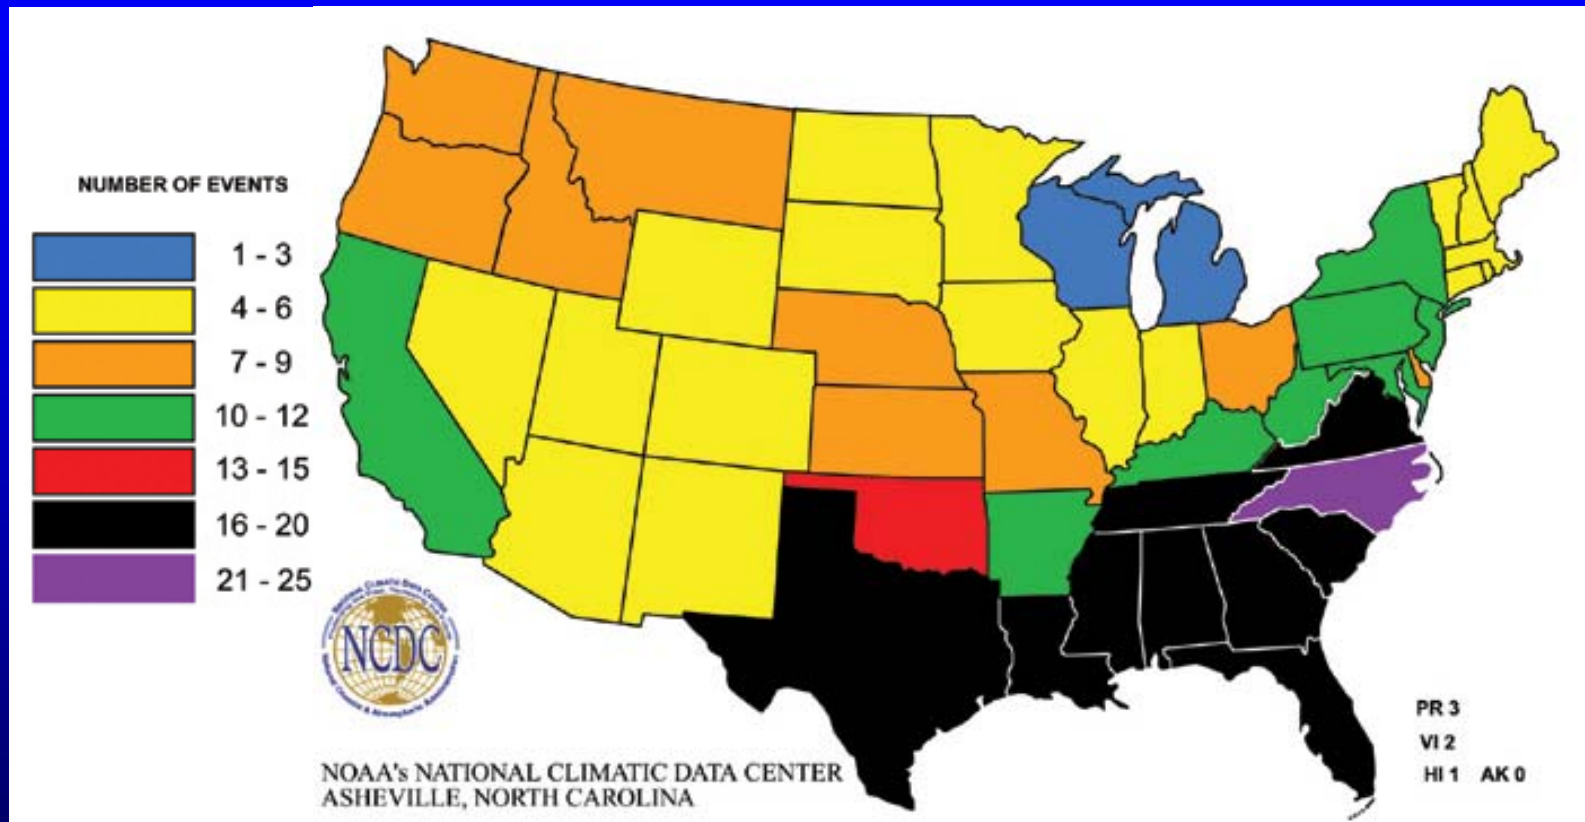 NUMBER OF EVENTS
1 - 3
4 - 6
7 - 9
10 - 12
13 - 15
16 - 20
21 - 25
NCDC
NOAA's NATIONAL CLIMATIC DATA CENTER
ASHEVILLE, NORTH CAROLINA
PR 3
VI 2
HI 1 AK 0